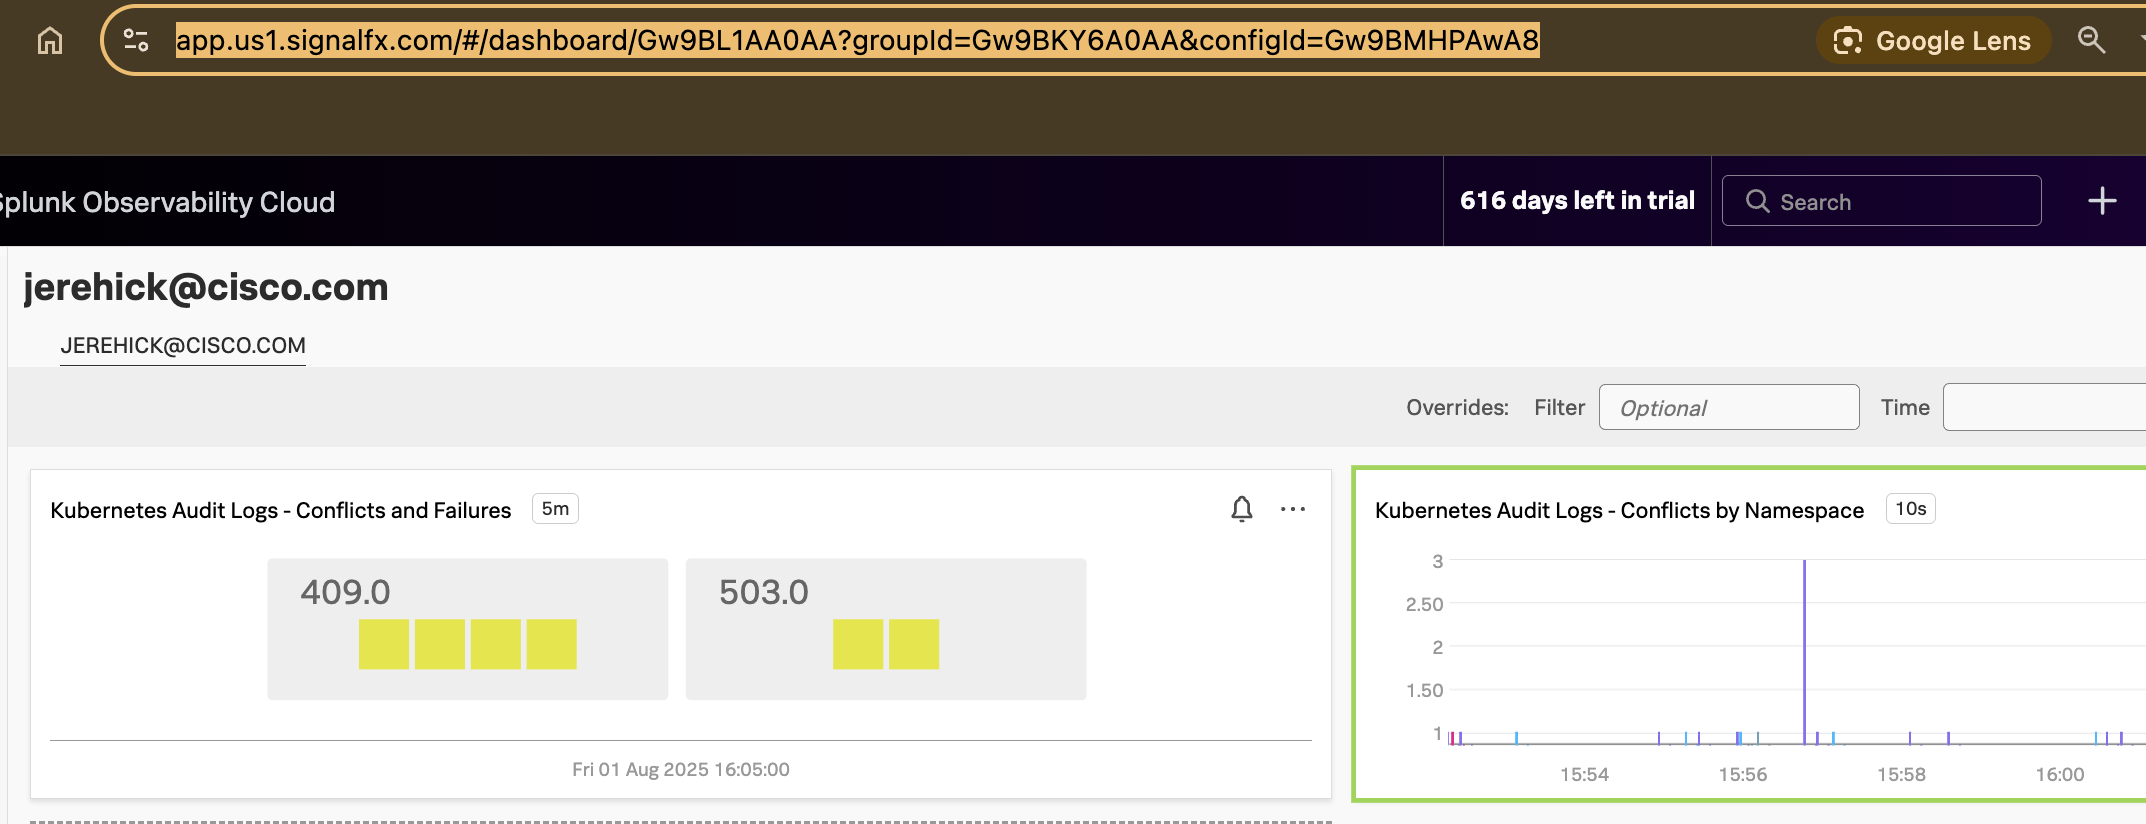 app.us1.signalfx.com/#/dashboard/Gw9BL1AA0AA?groupId=Gw9BKY6A0AA&configId=Gw9BMHPAwA8
Google Lens
Splunk Observability Cloud
616 days left in trial
Search
jerehick@cisco.com
JEREHICK@CISCO.COM
Overrides: Filter Optional Time
Kubernetes Audit Logs - Conflicts and Failures 5m
409.0
503.0
Fri 01 Aug 2025 16:05:00
Kubernetes Audit Logs - Conflicts by Namespace 10s
3
2.50
2
1.50
1
15:54 15:56 15:58 16:00